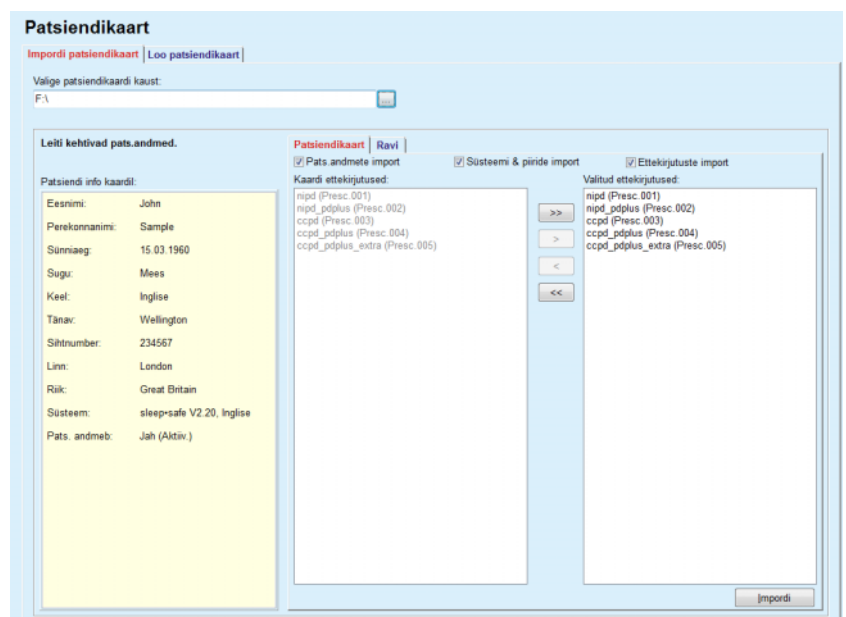 Patsiendikaart
Impordi patsiendikaart Loo patsiendikaart
Valige patsiendikaardi kaust:
F:\
...
Leiti kehtivad pats.andmed.
Patsiendi info kaardil:
Eesnimi: John
Perekonnanimi: Sample
Sünniaeg: 15.03.1960
Sugu: Mees
Keel: Inglise
Tänav: Wellington
Sihtnumber: 234567
Linn: London
Riik: Great Britain
Süsteem: sleep•safe V2.20, Inglise
Pats. andmeb: Jah (Aktiiv.)
Patsiendikaart Ravi
Pats.andmete import Süsteemi & piiride import Ettekirjutuste import
Kaardi ettekirjutused:
nipd (Presc.001)
nipd_pdplus (Presc.002)
ccpd (Presc.003)
ccpd_pdplus (Presc.004)
ccpd_pdplus_extra (Presc.005)
>>
>
<
<<
Valitud ettekirjutused:
nipd (Presc.001)
nipd_pdplus (Presc.002)
ccpd (Presc.003)
ccpd_pdplus (Presc.004)
ccpd_pdplus_extra (Presc.005)
Impordi